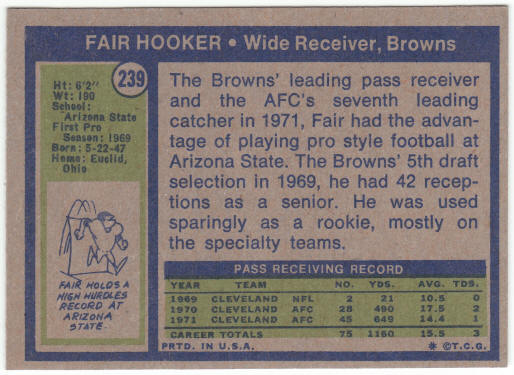 FAIR HOOKER • Wide Receiver, Browns
239
Ht: 6'2"
Wt: 190
School:
Arizona State
First Pro
Season: 1969
Born: 5-22-47
Home: Euclid,
Ohio
FAIR HOLDS A
HIGH HURDLES
RECORD AT
ARIZONA
STATE.
The Browns' leading pass receiver
and the AFC's seventh leading
catcher in 1971, Fair had the advan-
tage of playing pro style football at
Arizona State. The Browns' 5th draft
selection in 1969, he had 42 recep-
tions as a senior. He was used
sparingly as a rookie, mostly on
the specialty teams.
PASS RECEIVING RECORD
YEAR TEAM NO. YDS. AVG. TDS.
1969 CLEVELAND NFL 2 21 10.5 0
1970 CLEVELAND AFC 28 490 17.5 2
1971 CLEVELAND AFC 45 649 14.4 1
CAREER TOTALS 75 1160 15.5 3
PRTD. IN U.S.A. * © T.C.G.